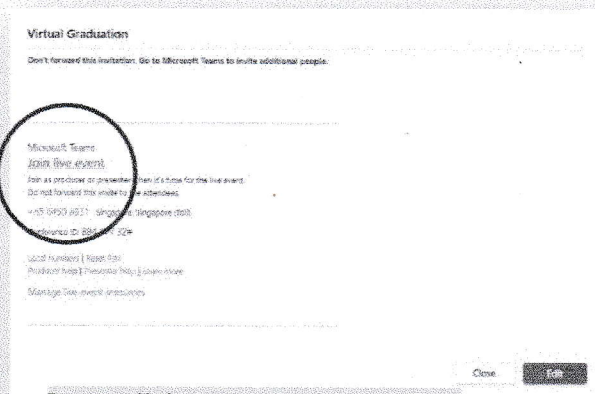 Virtual Graduation
Don't forward this invitation. Go to Microsoft Teams to invite additional people.
Microsoft Teams
Join live event
Join as producer or presenter when it's time for the live event.
Do not forward this invite to the attendees.
Singapore, Singapore (toll)
Conference ID:
Local numbers | Reset PIN
Producer help | Presenter help | Learn more
Manage live event resources
Close
Edit